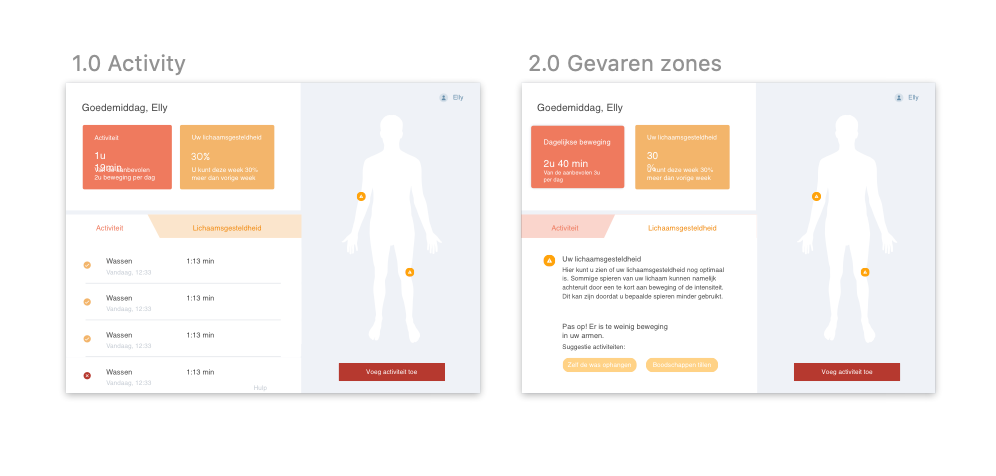 1.0 Activity
Goedemiddag, Elly
Elly
Activiteit
1u
19min
Van de aanbevolen
2u beweging per dag
Uw lichaamsgesteldheid
30%
U kunt deze week 30%
meer dan vorige week
Activiteit
Lichaamsgesteldheid
Wassen 1:13 min
Vandaag, 12:33
Wassen 1:13 min
Vandaag, 12:33
Wassen 1:13 min
Vandaag, 12:33
Wassen 1:13 min
Vandaag, 12:33
Hulp
Voeg activiteit toe
2.0 Gevaren zones
Goedemiddag, Elly
Elly
Dagelijkse beweging
2u 40 min
Van de aanbevolen 3u
per dag
Uw lichaamsgesteldheid
30
%
U kunt deze week 30%
meer dan vorige week
Activiteit
Lichaamsgesteldheid
Uw lichaamsgesteldheid
Hier kunt u zien of uw lichaamsgesteldheid nog optimaal
is. Sommige spieren van uw lichaam kunnen namelijk
achteruit door een te kort aan beweging of de intensiteit.
Dit kan zijn doordat u bepaalde spieren minder gebruikt.
Pas op! Er is te weinig beweging
in uw armen.
Suggestie activiteiten:
Zelf de was ophangen
Boodschappen tillen
Voeg activiteit toe